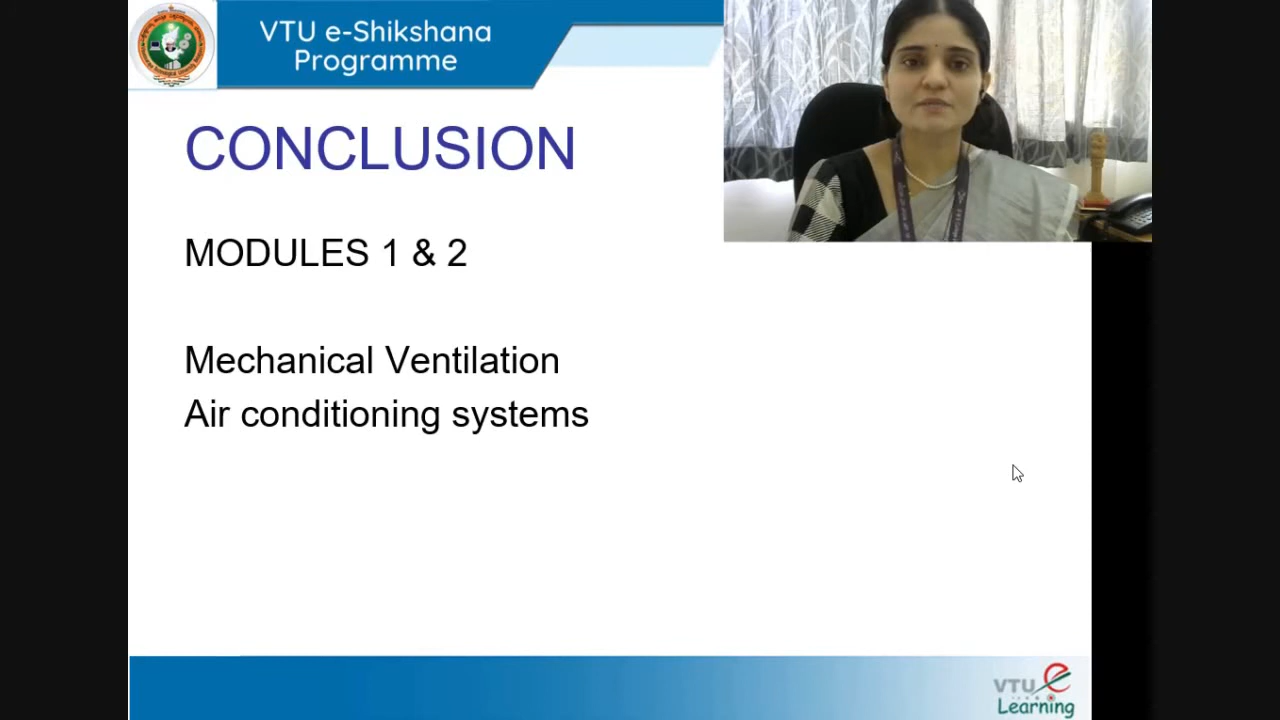 VTU e-Shikshana
Programme
CONCLUSION
MODULES 1 & 2
Mechanical Ventilation
Air conditioning systems
VTU e
Learning